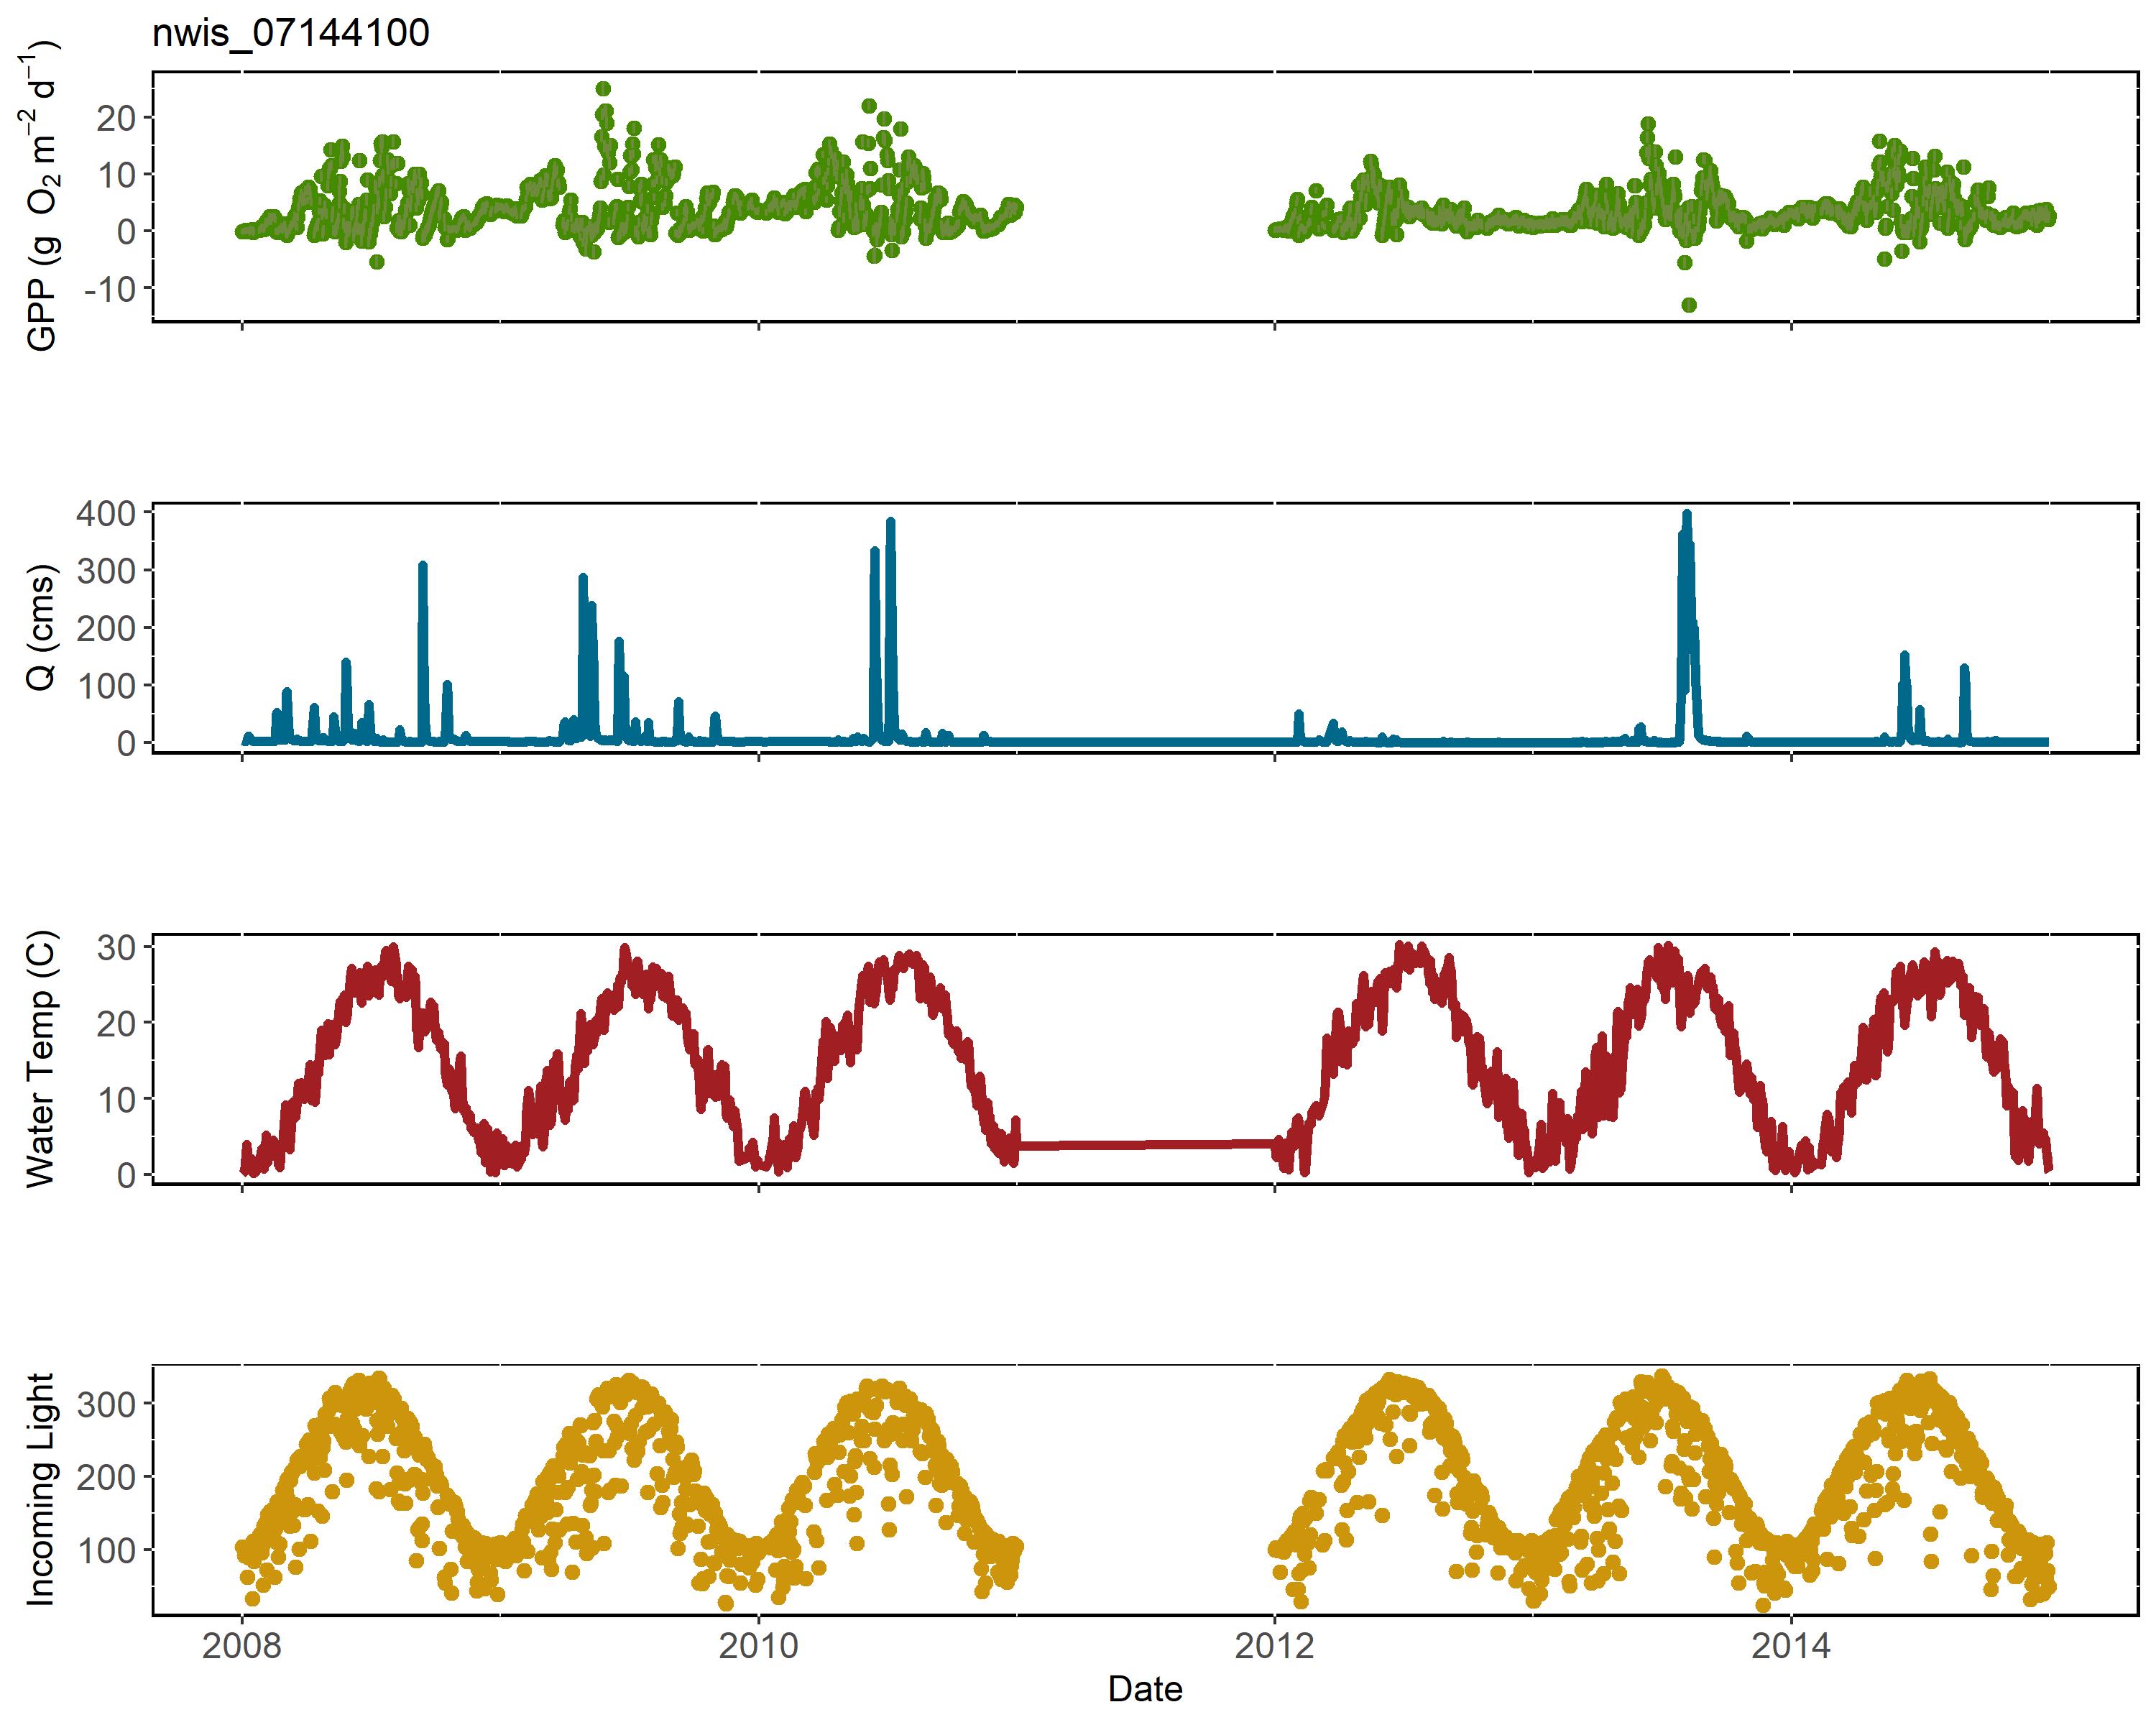 nwis_07144100
GPP (g O₂ m⁻² d⁻¹)
20
10
0
-10
Q (cms)
400
300
200
100
0
Water Temp (C)
30
20
10
0
Incoming Light
300
200
100
2008 2010 2012 2014
Date